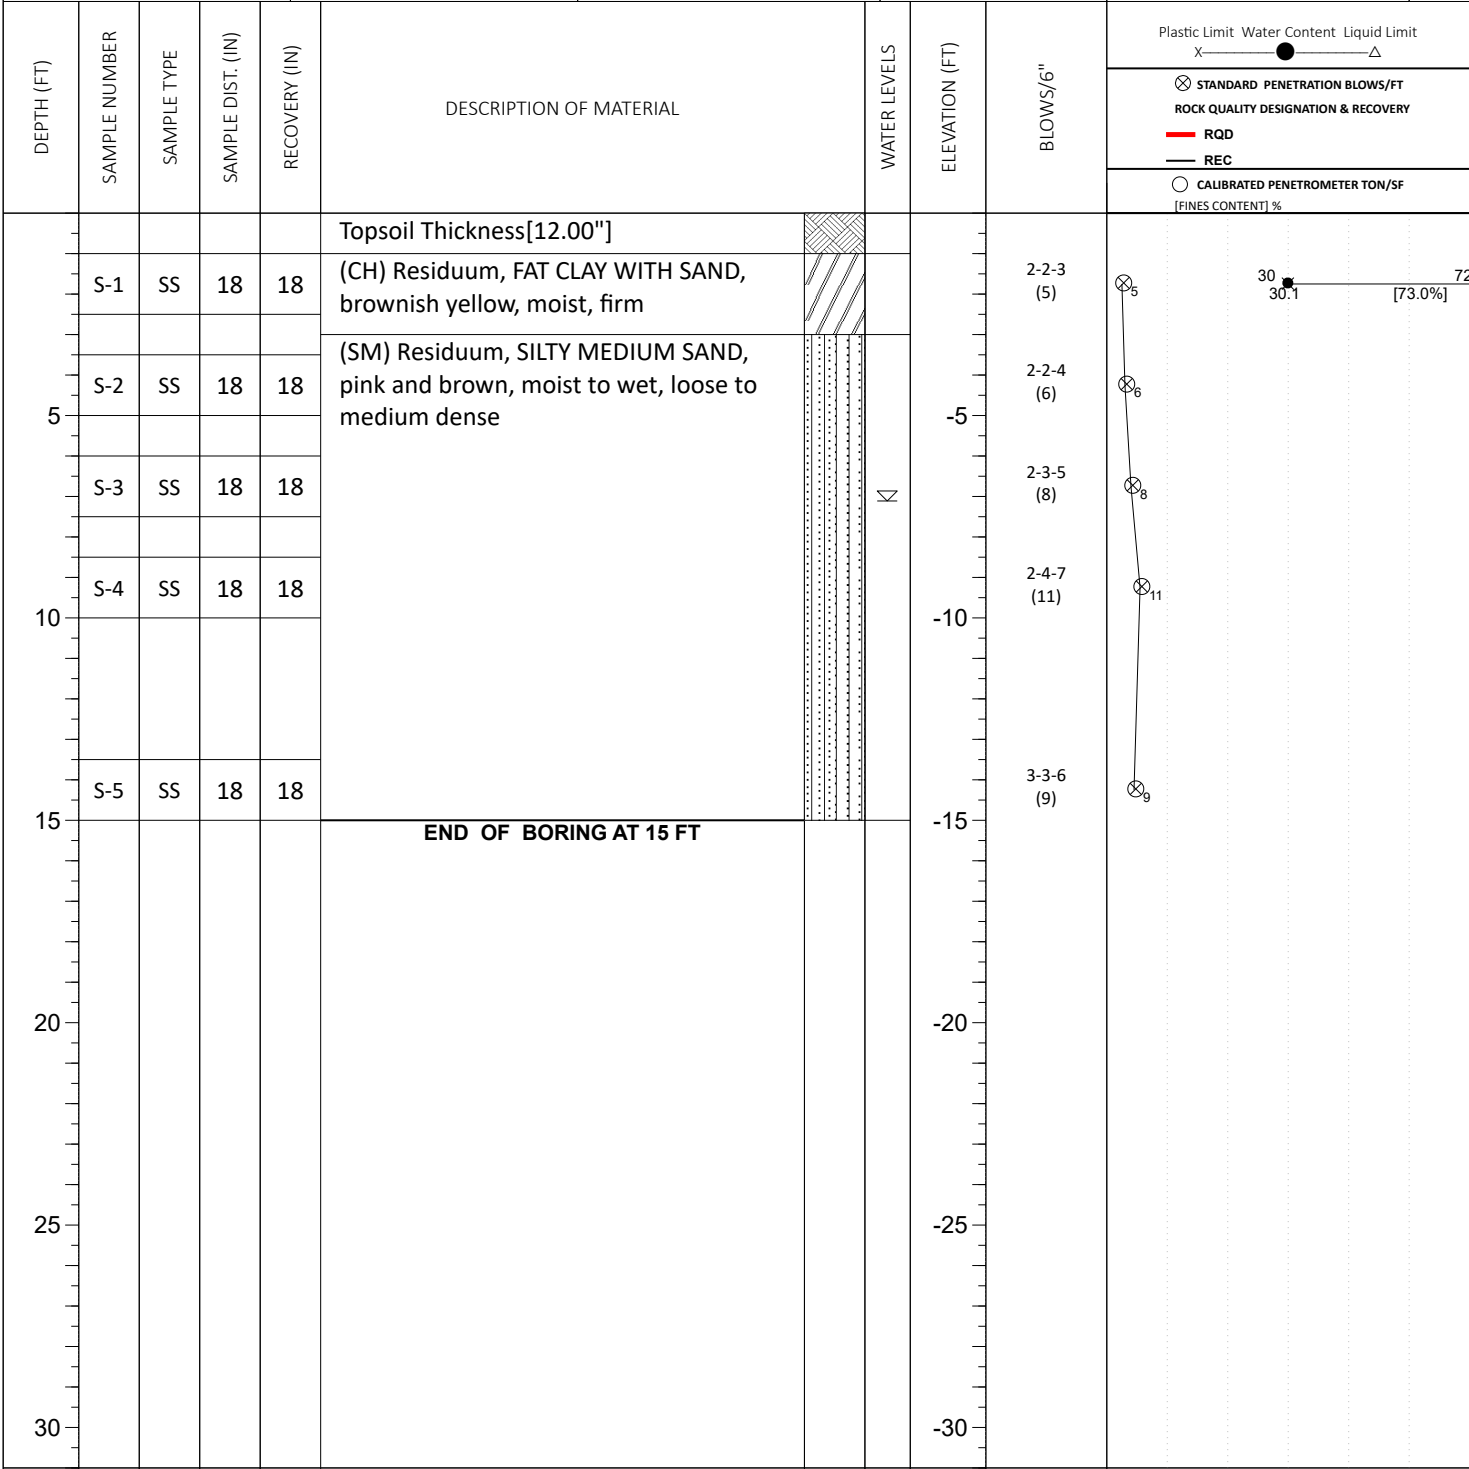 DEPTH (FT)
SAMPLE NUMBER
SAMPLE TYPE
SAMPLE DIST. (IN)
RECOVERY (IN)
DESCRIPTION OF MATERIAL
WATER LEVELS
ELEVATION (FT)
BLOWS/6"
Plastic Limit Water Content Liquid Limit
X
STANDARD PENETRATION BLOWS/FT
ROCK QUALITY DESIGNATION & RECOVERY
RQD
REC
CALIBRATED PENETROMETER TON/SF
[FINES CONTENT] %
Topsoil Thickness[12.00"]
S-1 SS 18 18
(CH) Residuum, FAT CLAY WITH SAND,
brownish yellow, moist, firm
2-2-3
(5)
5
30 72
30.1 [73.0%]
S-2 SS 18 18
(SM) Residuum, SILTY MEDIUM SAND,
pink and brown, moist to wet, loose to
medium dense
2-2-4
(6)
6
5 -5
S-3 SS 18 18
2-3-5
(8)
8
S-4 SS 18 18
2-4-7
(11)
11
10 -10
S-5 SS 18 18
3-3-6
(9)
9
15 -15
END OF BORING AT 15 FT
20 -20
25 -25
30 -30